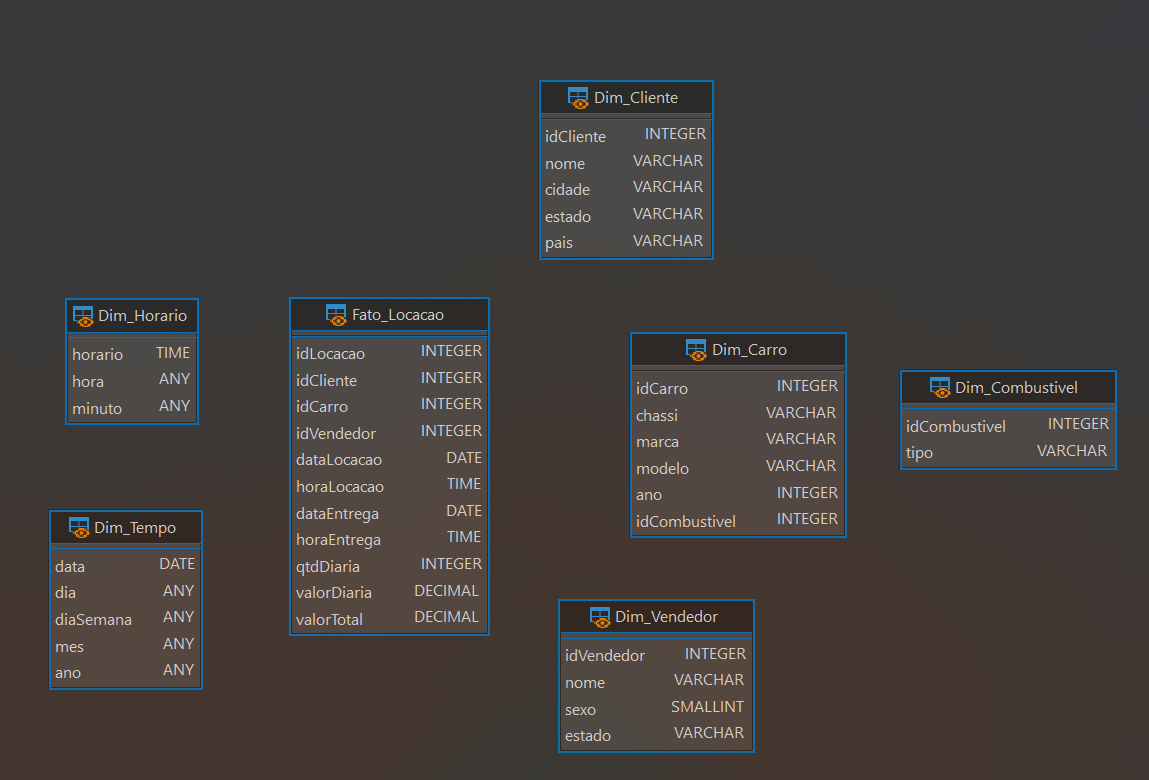 Dim_Cliente
idCliente INTEGER
nome VARCHAR
cidade VARCHAR
estado VARCHAR
pais VARCHAR
Dim_Horario
horario TIME
hora ANY
minuto ANY
Fato_Locacao
idLocacao INTEGER
idCliente INTEGER
idCarro INTEGER
idVendedor INTEGER
dataLocacao DATE
horaLocacao TIME
dataEntrega DATE
horaEntrega TIME
qtdDiaria INTEGER
valorDiaria DECIMAL
valorTotal DECIMAL
Dim_Carro
idCarro INTEGER
chassi VARCHAR
marca VARCHAR
modelo VARCHAR
ano INTEGER
idCombustivel INTEGER
Dim_Combustivel
idCombustivel INTEGER
tipo VARCHAR
Dim_Tempo
data DATE
dia ANY
diaSemana ANY
mes ANY
ano ANY
Dim_Vendedor
idVendedor INTEGER
nome VARCHAR
sexo SMALLINT
estado VARCHAR